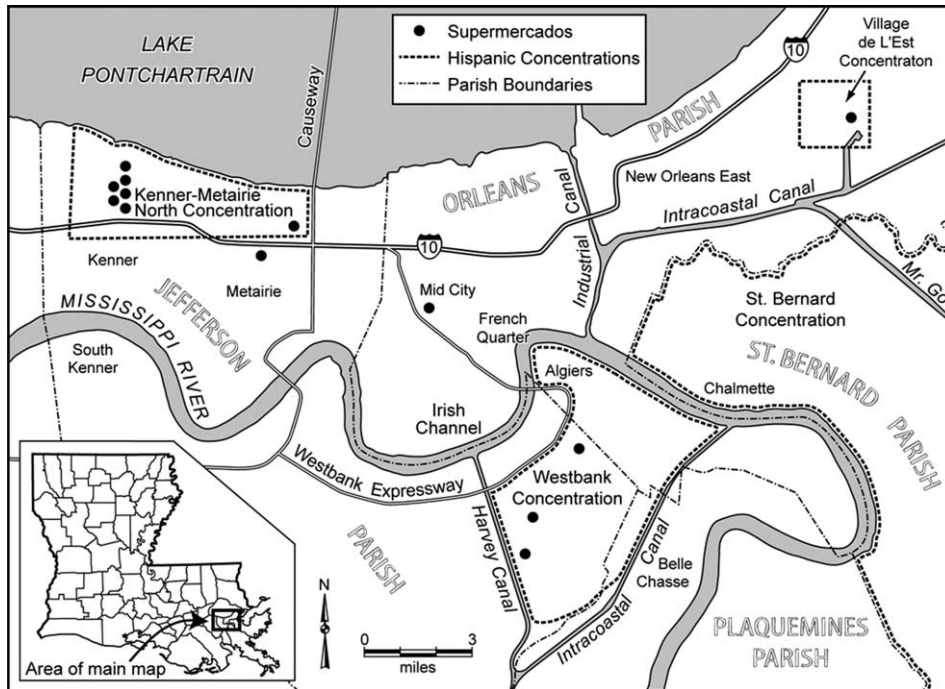 LAKE
PONTCHARTRAIN
Causeway
Supermercados
Hispanic Concentrations
Parish Boundaries
10
Village
de L'Est
Concentraton
PARISH
ORLEANS
New Orleans East
Canal
Industrial
Intracoastal Canal
Kenner-Metairie
North Concentration
10
Kenner
Metairie
Mid City
French
Quarter
St. Bernard
Concentration
Mr. Go
MISSISSIPPI RIVER
JEFFERSON
South
Kenner
Algiers
Chalmette
ST. BERNARD
PARISH
Irish
Channel
Westbank Expressway
Westbank
Concentration
Harvey Canal
PARISH
Belle
Chasse
Intracoastal Canal
PLAQUEMINES
PARISH
N
0 3
miles
Area of main map